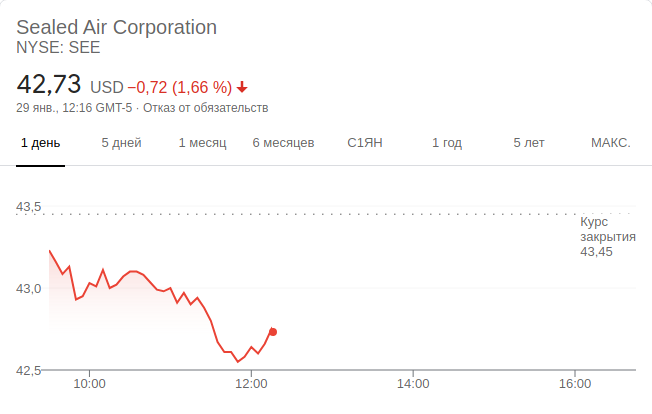 Sealed Air Corporation
NYSE: SEE
42,73 USD −0,72 (1,66 %)
29 янв., 12:16 GMT-5 · Отказ от обязательств
1 день 5 дней 1 месяц 6 месяцев С1ЯН 1 год 5 лет МАКС.
43,5
Курс
закрытия
43,45
43,0
42,5
10:00 12:00 14:00 16:00